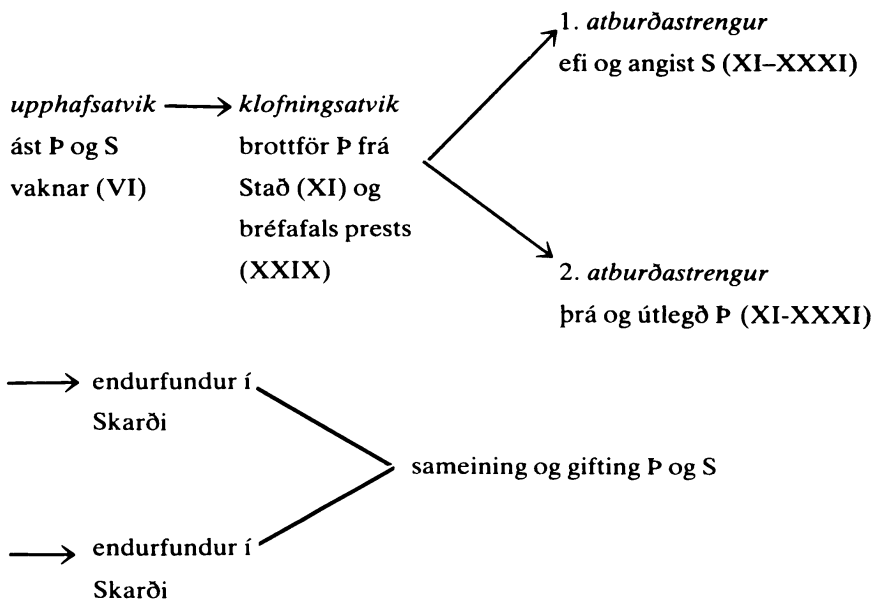 1. atburðastrengur
efi og angist S (XI–XXXI)
upphafsatvik
ást Þ og S
vaknar (VI)
klofningsatvik
brottför Þ frá
Stað (XI) og
bréfafals prests
(XXIX)
2. atburðastrengur
þrá og útlegð Þ (XI-XXXI)
endurfundur í
Skarði
sameining og gifting Þ og S
endurfundur í
Skarði